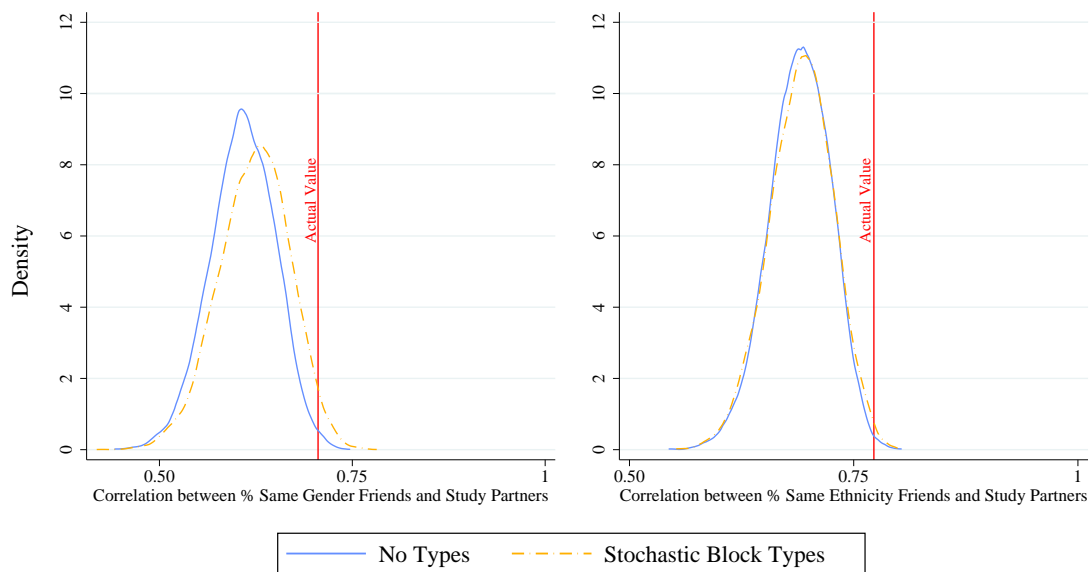 Density
12
10
8
6
4
2
0
Actual Value
0.50
0.75
1
Correlation between % Same Gender Friends and Study Partners
12
10
8
6
4
2
0
Actual Value
0.50
0.75
1
Correlation between % Same Ethnicity Friends and Study Partners
No Types
Stochastic Block Types